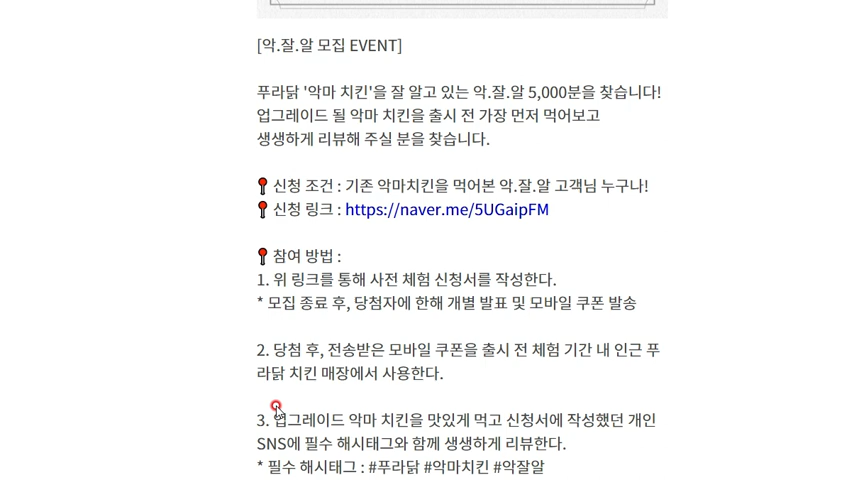 [악.잘.알 모집 EVENT]
푸라닭 '악마 치킨'을 잘 알고 있는 악.잘.알 5,000분을 찾습니다!
업그레이드 될 악마 치킨을 출시 전 가장 먼저 먹어보고
생생하게 리뷰해 주실 분을 찾습니다.
신청 조건 : 기존 악마치킨을 먹어본 악.잘.알 고객님 누구나!
신청 링크 : https://naver.me/5UGaipFM
참여 방법 :
1. 위 링크를 통해 사전 체험 신청서를 작성한다.
* 모집 종료 후, 당첨자에 한해 개별 발표 및 모바일 쿠폰 발송
2. 당첨 후, 전송받은 모바일 쿠폰을 출시 전 체험 기간 내 인근 푸
라닭 치킨 매장에서 사용한다.
3. 업그레이드 악마 치킨을 맛있게 먹고 신청서에 작성했던 개인
SNS에 필수 해시태그와 함께 생생하게 리뷰한다.
* 필수 해시태그 : #푸라닭 #악마치킨 #악잘알